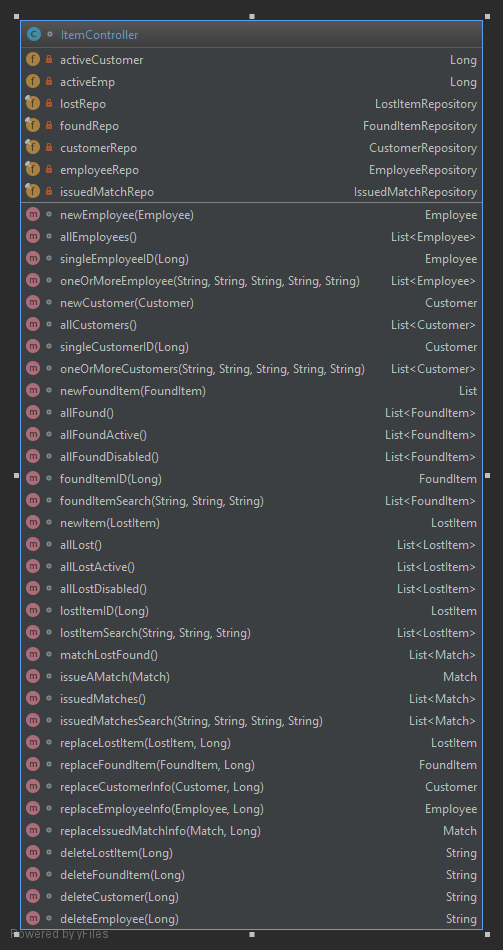 ItemController
activeCustomer Long
activeEmp Long
lostRepo LostItemRepository
foundRepo FoundItemRepository
customerRepo CustomerRepository
employeeRepo EmployeeRepository
issuedMatchRepo IssuedMatchRepository
newEmployee(Employee) Employee
allEmployees() List<Employee>
singleEmployeeID(Long) Employee
oneOrMoreEmployee(String, String, String, String, String) List<Employee>
newCustomer(Customer) Customer
allCustomers() List<Customer>
singleCustomerID(Long) Customer
oneOrMoreCustomers(String, String, String, String, String) List<Customer>
newFoundItem(FoundItem) List
allFound() List<FoundItem>
allFoundActive() List<FoundItem>
allFoundDisabled() List<FoundItem>
foundItemID(Long) FoundItem
foundItemSearch(String, String, String) List<FoundItem>
newItem(LostItem) LostItem
allLost() List<LostItem>
allLostActive() List<LostItem>
allLostDisabled() List<LostItem>
lostItemID(Long) LostItem
lostItemSearch(String, String, String) List<LostItem>
matchLostFound() List<Match>
issueAMatch(Match) Match
issuedMatches() List<Match>
issuedMatchesSearch(String, String, String, String) List<Match>
replaceLostItem(LostItem, Long) LostItem
replaceFoundItem(FoundItem, Long) FoundItem
replaceCustomerInfo(Customer, Long) Customer
replaceEmployeeInfo(Employee, Long) Employee
replaceIssuedMatchInfo(Match, Long) Match
deleteLostItem(Long) String
deleteFoundItem(Long) String
deleteCustomer(Long) String
deleteEmployee(Long) String
Powered by yFiles